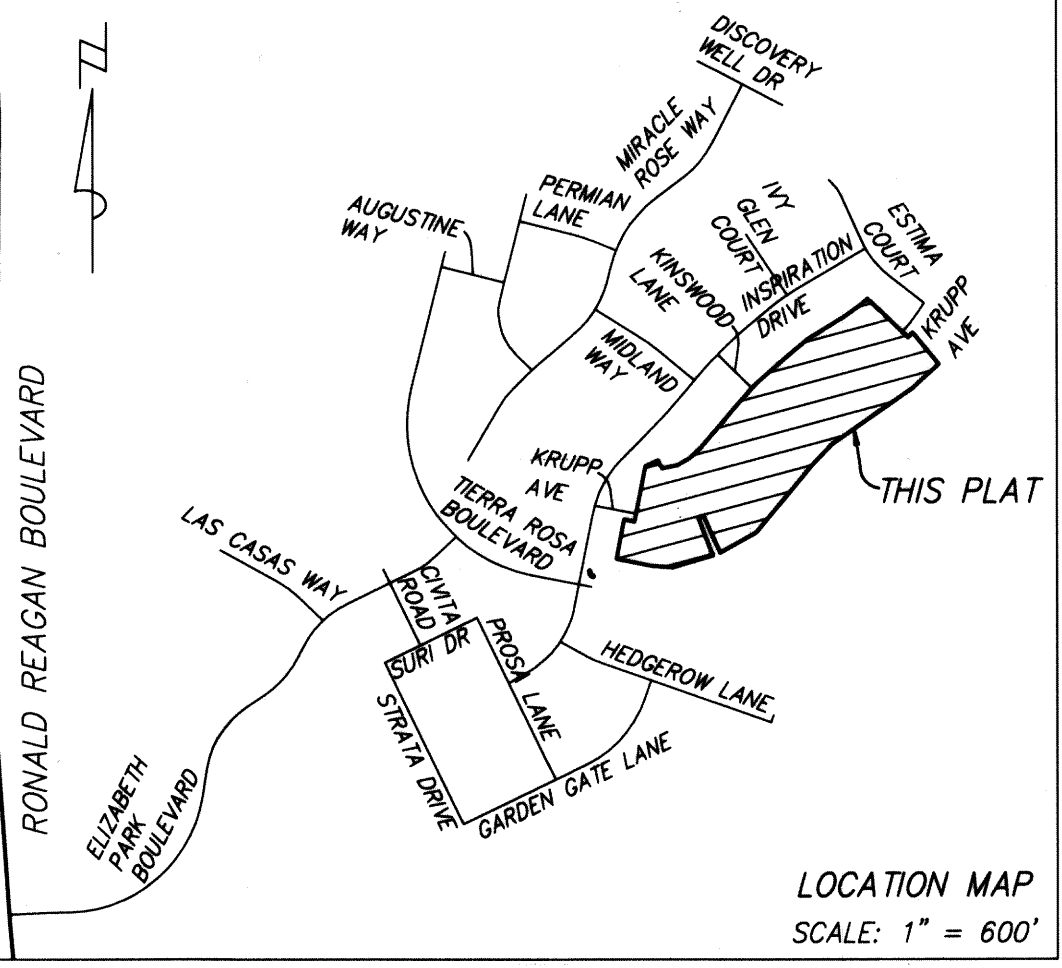 DISCOVERY
WELL DR
MIRACLE
ROSE WAY
PERMIAN
LANE
AUGUSTINE
WAY
IVY
GLEN
COURT
ESTIMA
COURT
KINSWOOD
LANE
INSPIRATION
DRIVE
KRUPP
AVE
MIDLAND
WAY
RONALD REAGAN BOULEVARD
KRUPP
AVE
THIS PLAT
TIERRA ROSA
BOULEVARD
LAS CASAS WAY
CIVITA
ROAD
SURI DR
PROSA LANE
HEDGEROW LANE
STRATA DRIVE
GARDEN GATE LANE
ELIZABETH
PARK
BOULEVARD
LOCATION MAP
SCALE: 1" = 600'
N